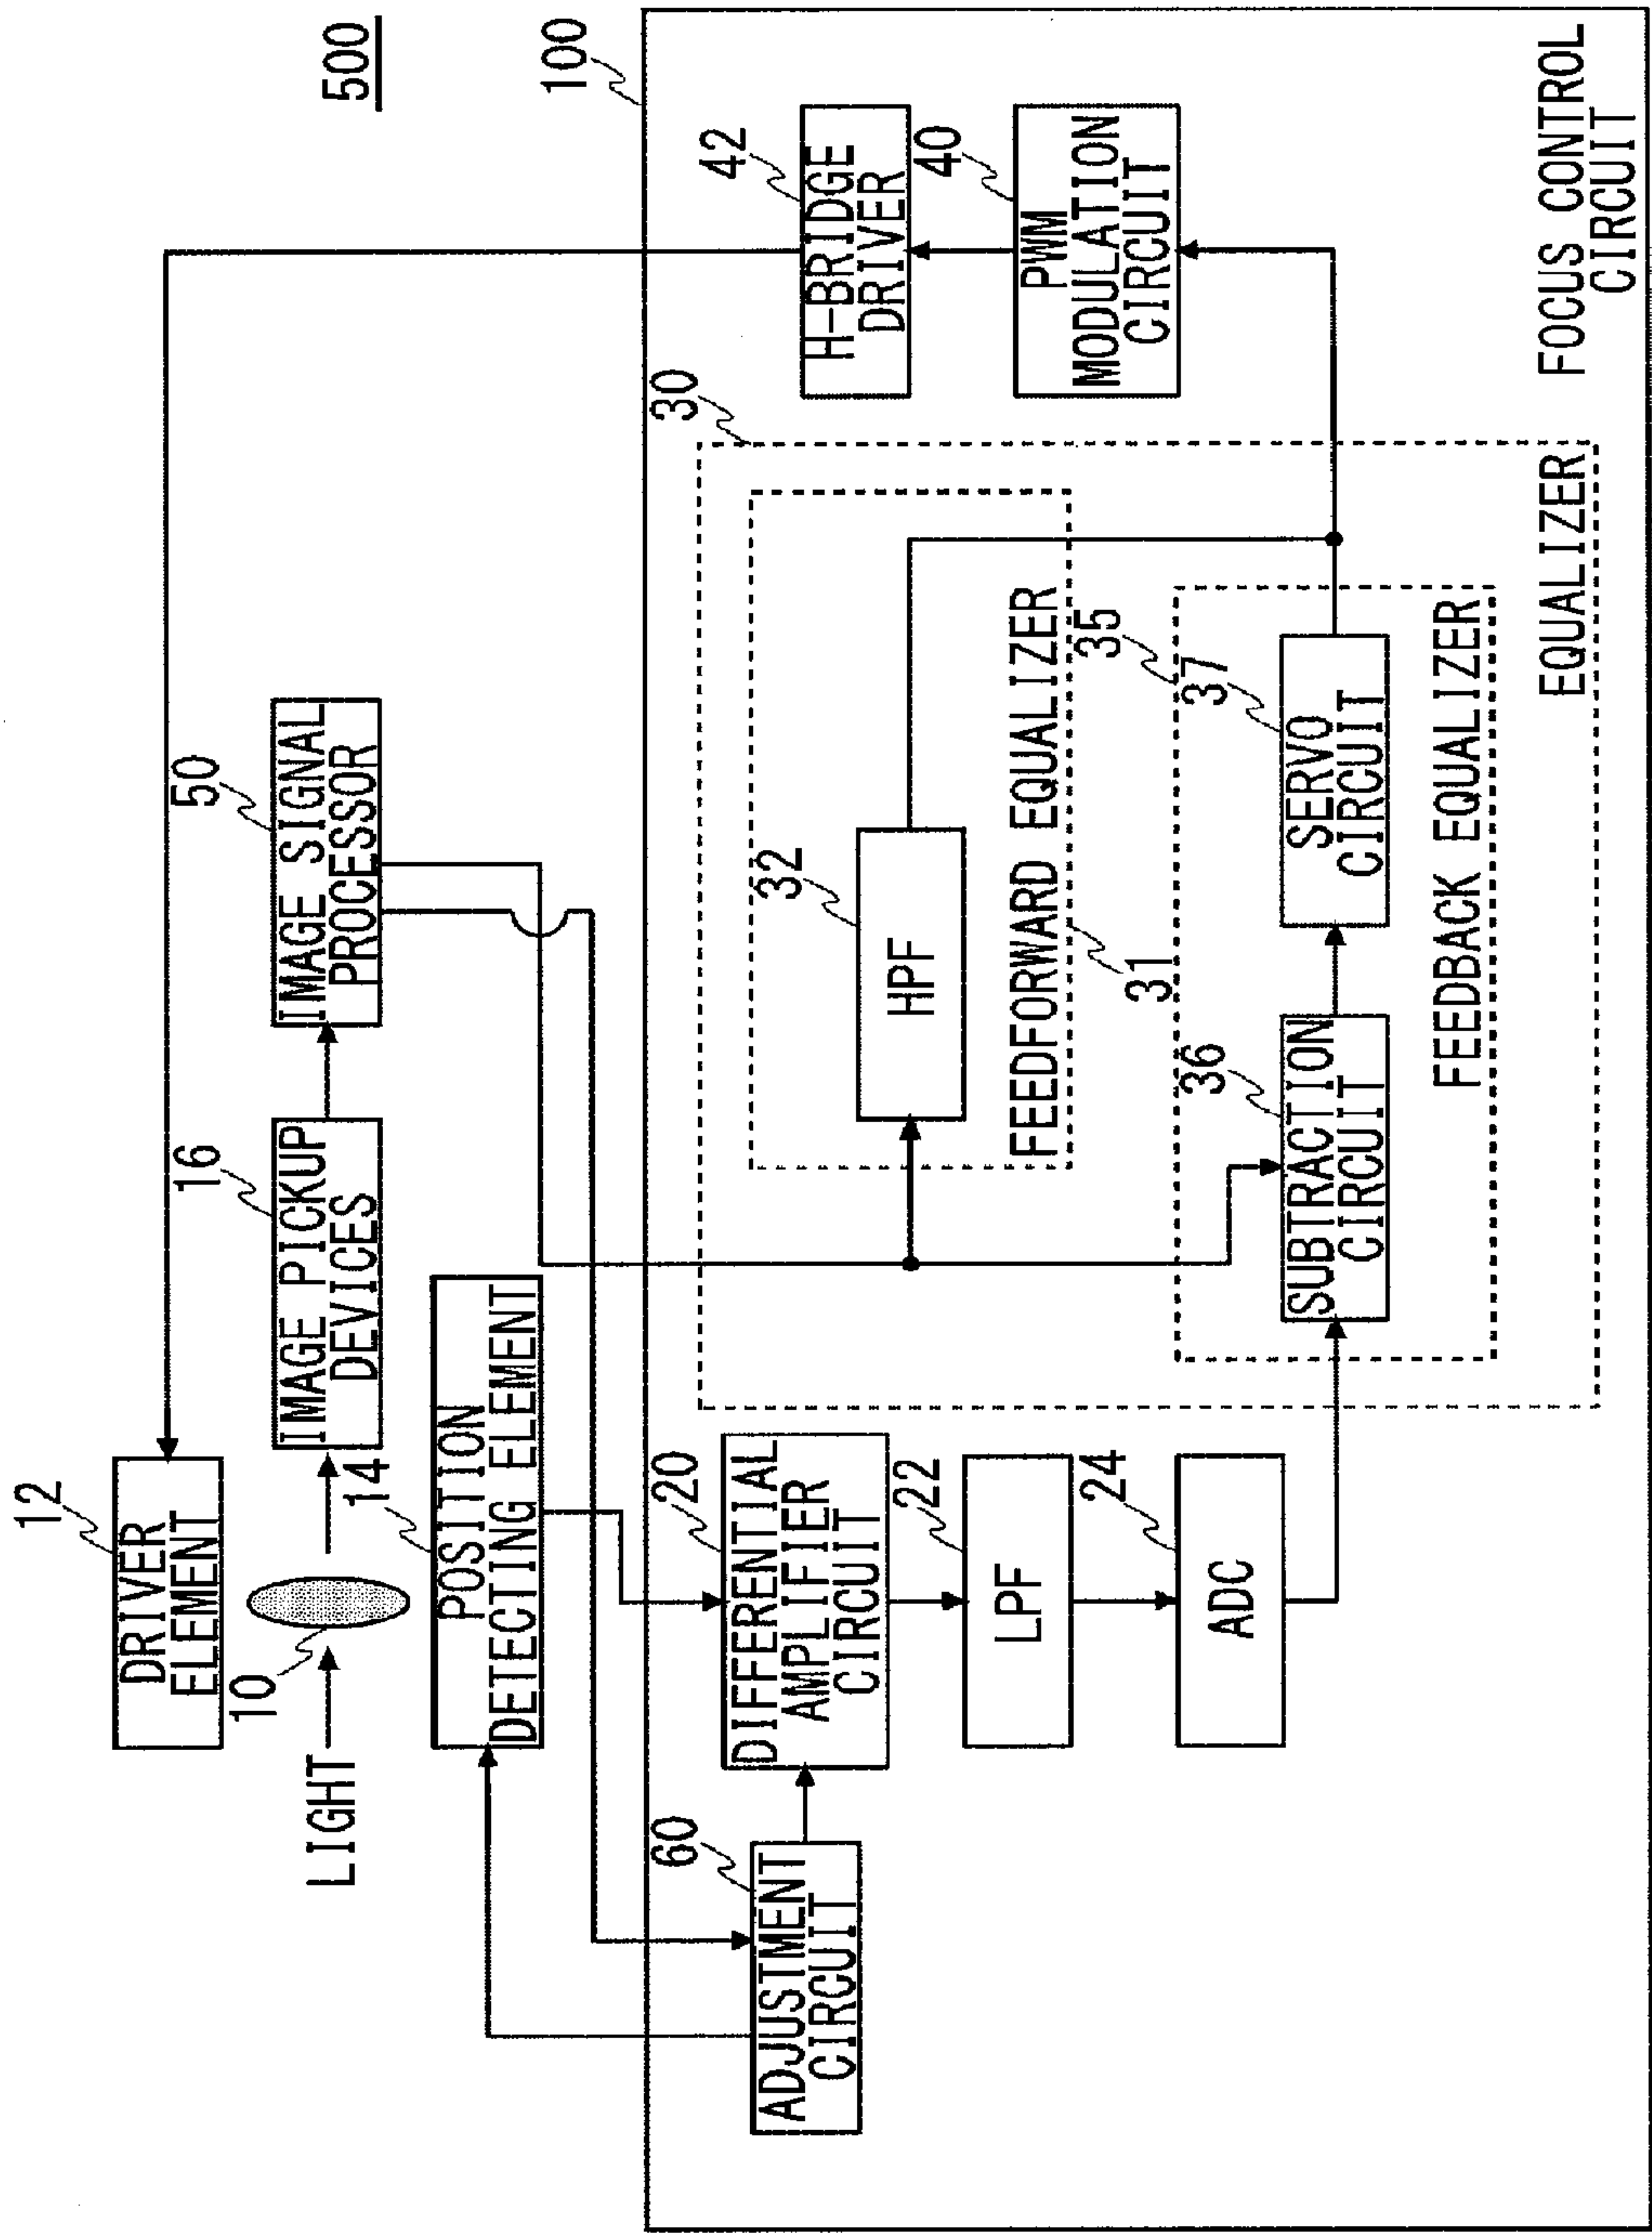 500
12
DRIVER
ELEMENT
10
LIGHT
16
IMAGE PICKUP
DEVICES
50
IMAGE SIGNAL
PROCESSOR
14
POSITION
DETECTING ELEMENT
100
60
ADJUSTMENT
CIRCUIT
20
DIFFERENTIAL
AMPLIFIER
CIRCUIT
22
LPF
24
ADC
30
32
HPF
FEEDFORWARD EQUALIZER
31
35
36
SUBTRACTION
CIRCUIT
37
SERVO
CIRCUIT
FEEDBACK EQUALIZER
EQUALIZER
42
H-BRIDGE
DRIVER
40
PWM
MODULATION
CIRCUIT
FOCUS CONTROL
CIRCUIT